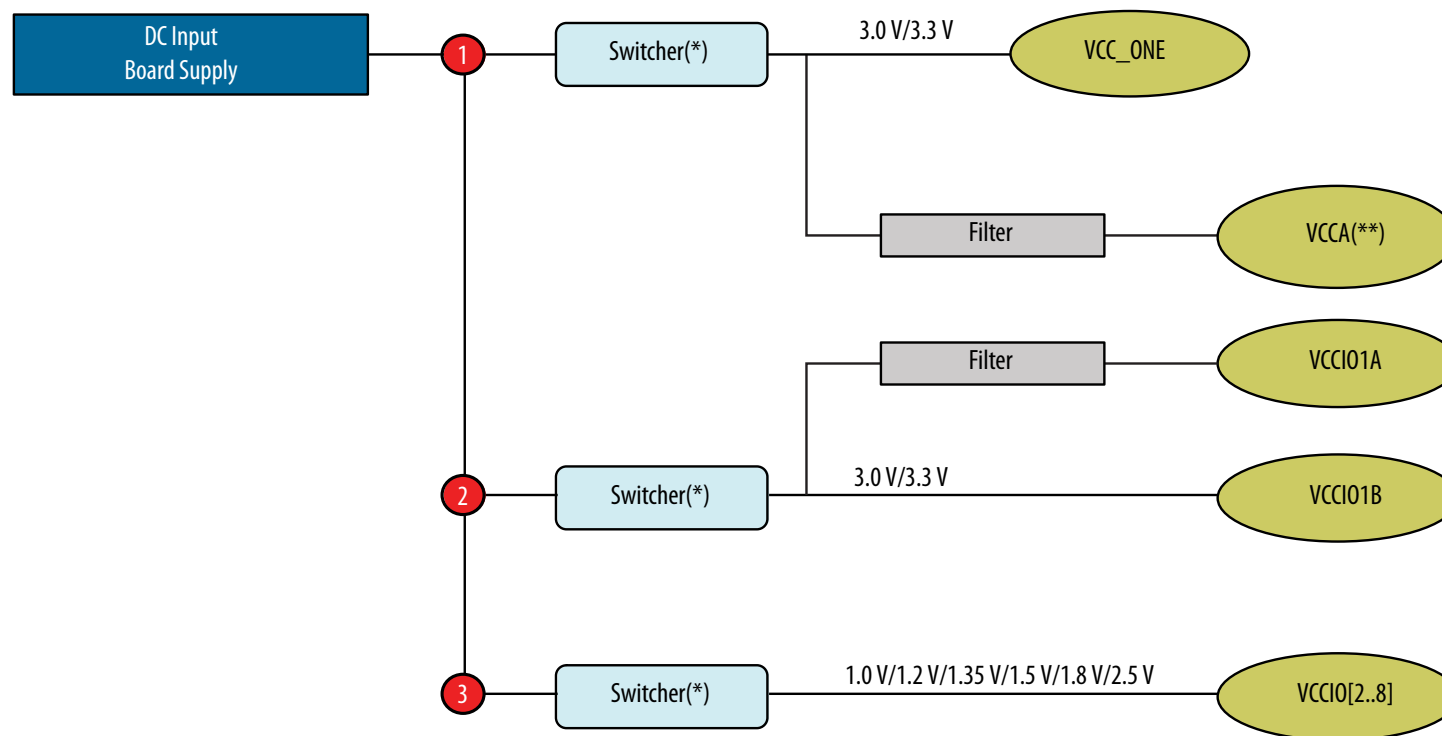 DC Input
Board Supply
1
Switcher(*)
3.0 V/3.3 V
VCC_ONE
Filter
VCCA(**)
Filter
VCCIO1A
2
Switcher(*)
3.0 V/3.3 V
VCCIO1B
3
Switcher(*)
1.0 V/1.2 V/1.35 V/1.5 V/1.8 V/2.5 V
VCCIO[2..8]